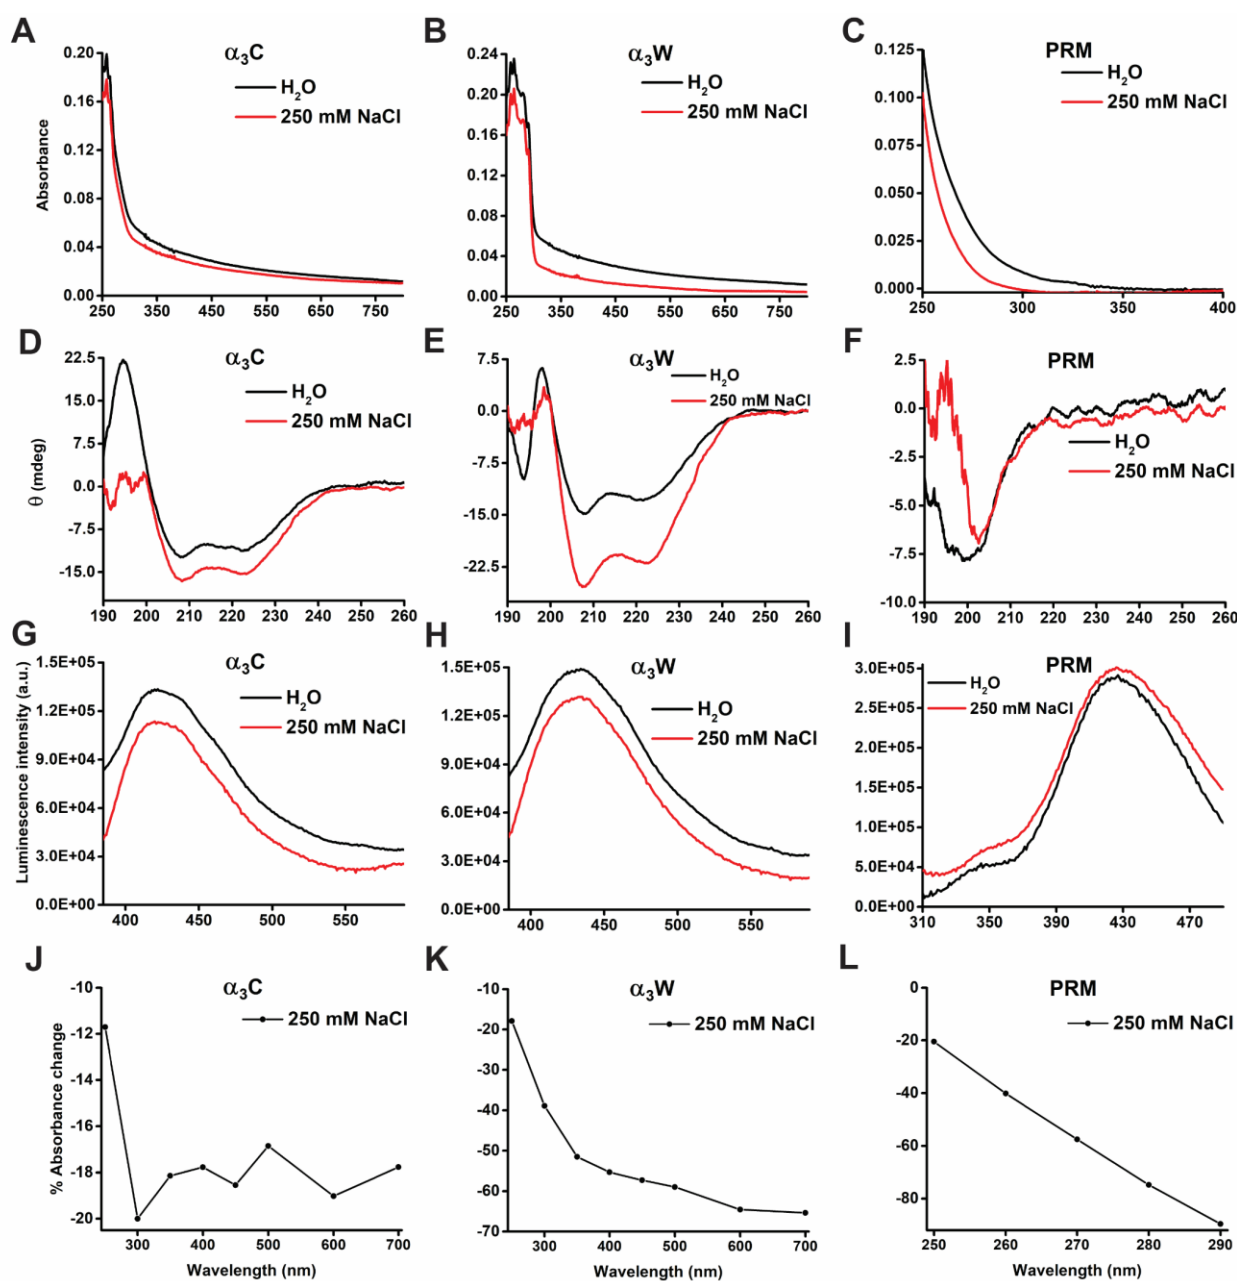 A
α₃C
0.20
0.16
0.12
0.08
0.04
0.00
Absorbance
H₂O
250 mM NaCl
250 350 450 550 650 750
B
α₃W
0.24
0.20
0.16
0.12
0.08
0.04
0.00
H₂O
250 mM NaCl
250 350 450 550 650 750
C
PRM
0.125
0.100
0.075
0.050
0.025
0.000
H₂O
250 mM NaCl
250 300 350 400
D
α₃C
22.5
15.0
7.5
0.0
-7.5
-15.0
θ (mdeg)
H₂O
250 mM NaCl
190 200 210 220 230 240 250 260
E
α₃W
7.5
0.0
-7.5
-15.0
-22.5
H₂O
250 mM NaCl
190 200 210 220 230 240 250 260
F
PRM
2.5
0.0
-2.5
-5.0
-7.5
-10.0
H₂O
250 mM NaCl
190 200 210 220 230 240 250 260
G
α₃C
1.5E+05
1.2E+05
9.0E+04
6.0E+04
3.0E+04
0.0E+00
Luminescence intensity (a.u.)
H₂O
250 mM NaCl
400 450 500 550
H
α₃W
1.5E+05
1.2E+05
9.0E+04
6.0E+04
3.0E+04
0.0E+00
H₂O
250 mM NaCl
400 450 500 550
I
PRM
3.0E+05
2.5E+05
2.0E+05
1.5E+05
1.0E+05
5.0E+04
0.0E+00
H₂O
250 mM NaCl
310 350 390 430 470
J
α₃C
-10
-12
-14
-16
-18
-20
% Absorbance change
250 mM NaCl
300 400 500 600 700
Wavelength (nm)
K
α₃W
-10
-20
-30
-40
-50
-60
-70
250 mM NaCl
300 400 500 600 700
Wavelength (nm)
L
PRM
0
-20
-40
-60
-80
250 mM NaCl
250 260 270 280 290
Wavelength (nm)